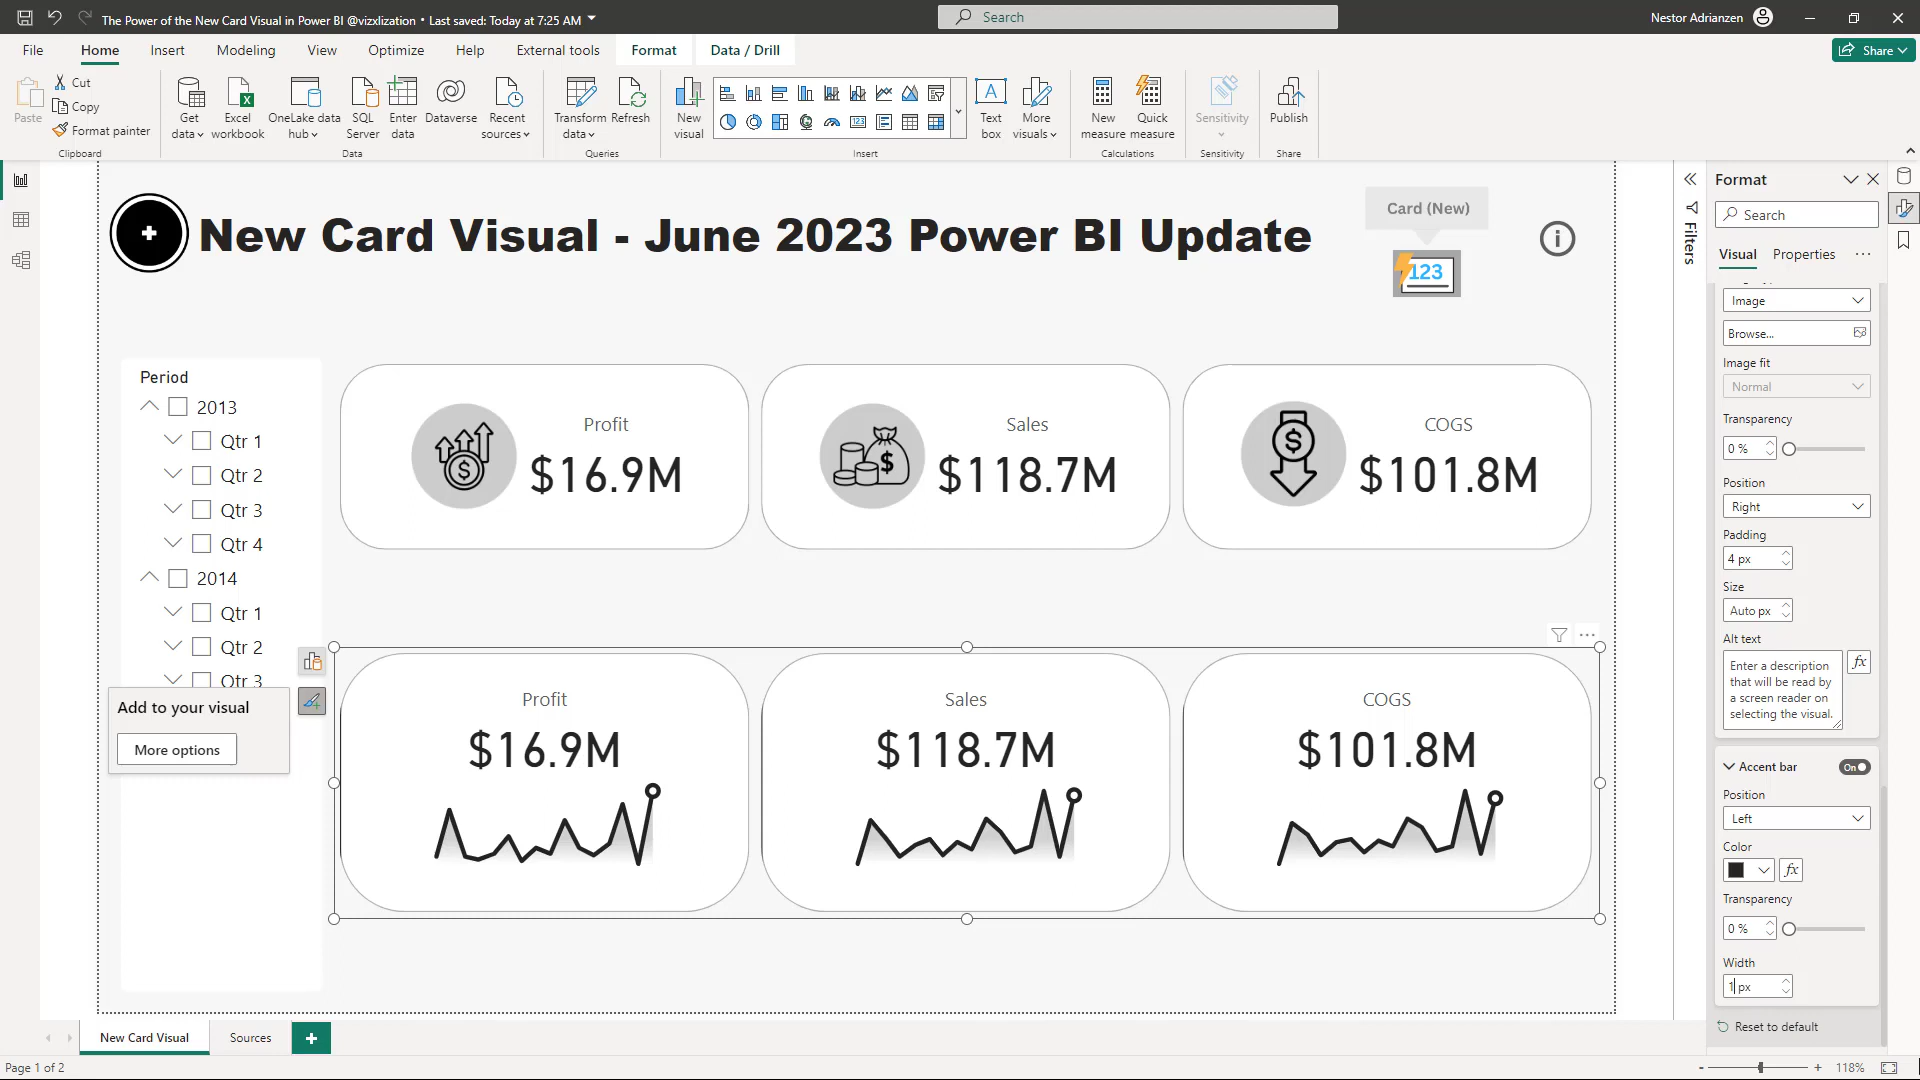 The Power of the New Card Visual in Power BI @vizxlization • Last saved: Today at 7:25 AM
Search
Nestor Adrianzen
File
Home
Insert
Modeling
View
Optimize
Help
External tools
Format
Data / Drill
Share
Paste
Cut
Copy
Format painter
Clipboard
Get data
Excel workbook
OneLake data hub
SQL Server
Enter data
Dataverse
Recent sources
Data
Transform data
Refresh
Queries
New visual
Text box
More visuals
Insert
New measure
Quick measure
Calculations
Sensitivity
Sensitivity
Publish
Share
New Card Visual - June 2023 Power BI Update
Card (New)
123
Period
2013
Qtr 1
Qtr 2
Qtr 3
Qtr 4
2014
Qtr 1
Qtr 2
Qtr 3
Add to your visual
More options
Profit
$16.9M
Sales
$118.7M
COGS
$101.8M
Profit
$16.9M
Sales
$118.7M
COGS
$101.8M
Filters
Format
Search
Visual
Properties
Image
Browse...
Image fit
Normal
Transparency
0 %
Position
Right
Padding
4 px
Size
Auto px
Alt text
Enter a description
that will be read by
a screen reader on
selecting the visual.
fx
Accent bar
On
Position
Left
Color
fx
Transparency
0 %
Width
1 px
Reset to default
New Card Visual
Sources
Page 1 of 2
118%